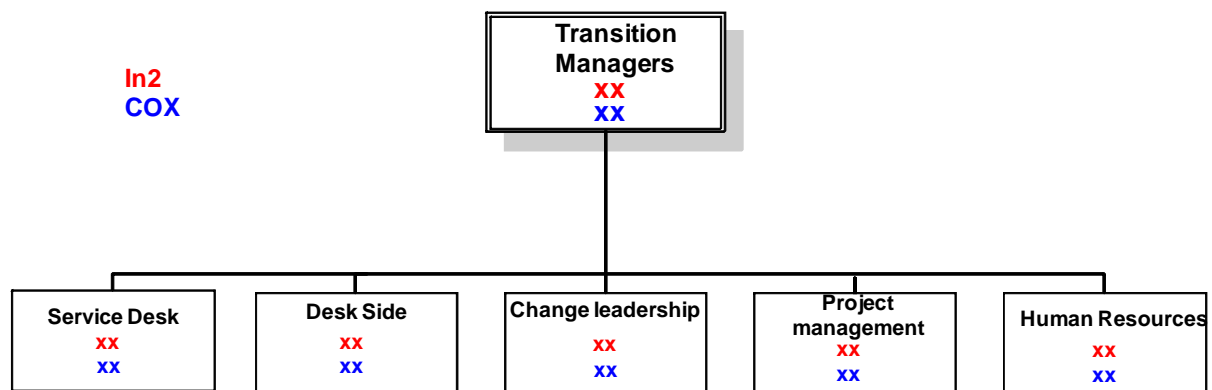 Transition
Managers
xx
xx
In2
COX
Service Desk
xx
xx
Desk Side
xx
xx
Change leadership
xx
xx
Project
management
xx
xx
Human Resources
xx
xx